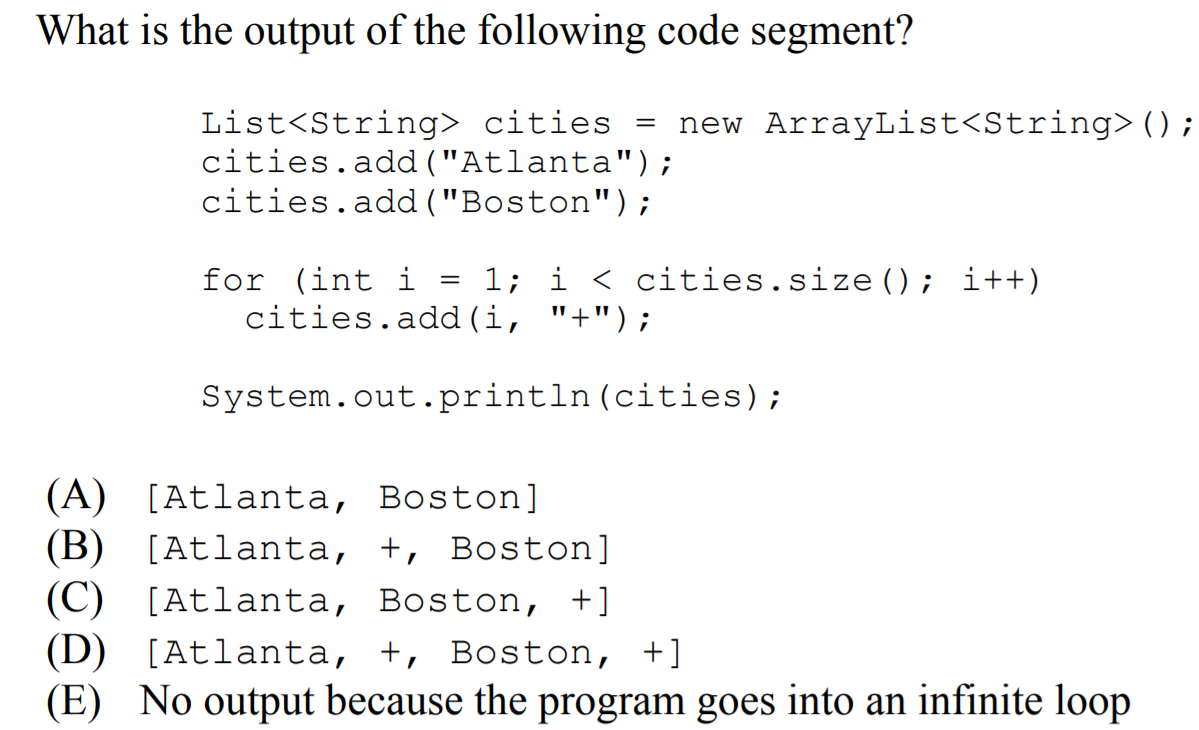 What is the output of the following code segment?
List<String> cities = new ArrayList<String>();
cities.add("Atlanta");
cities.add("Boston");
for (int i = 1; i < cities.size(); i++)
cities.add(i, "+");
System.out.println(cities);
(A) [Atlanta, Boston]
(B) [Atlanta, +, Boston]
(C) [Atlanta, Boston, +]
(D) [Atlanta, +, Boston, +]
(E) No output because the program goes into an infinite loop